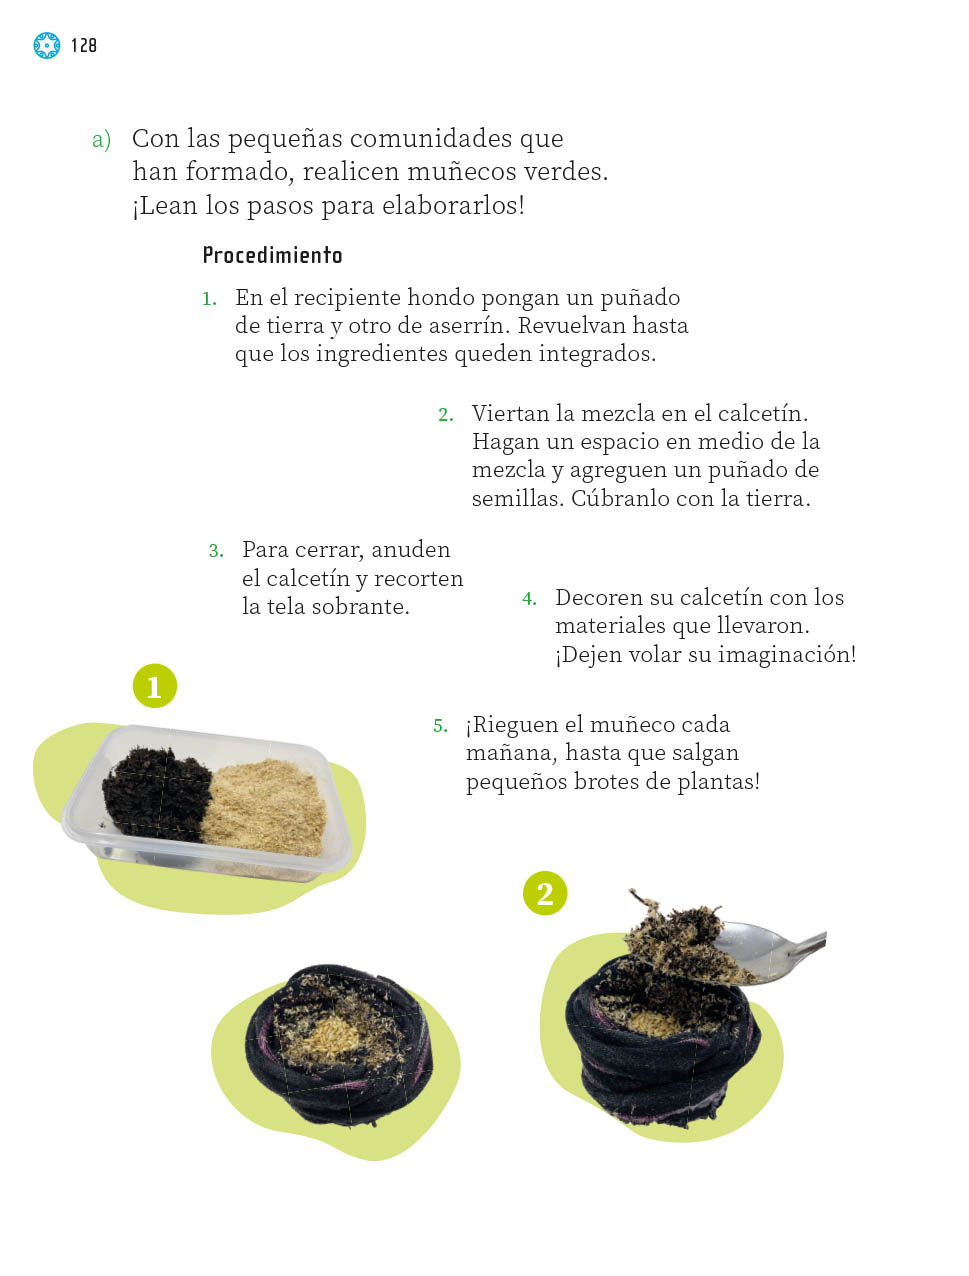 128
a) Con las pequeñas comunidades que
han formado, realicen muñecos verdes.
¡Lean los pasos para elaborarlos!
Procedimiento
1. En el recipiente hondo pongan un puñado
de tierra y otro de aserrín. Revuelvan hasta
que los ingredientes queden integrados.
2. Viertan la mezcla en el calcetín.
Hagan un espacio en medio de la
mezcla y agreguen un puñado de
semillas. Cúbranlo con la tierra.
3. Para cerrar, anuden
el calcetín y recorten
la tela sobrante.
4. Decoren su calcetín con los
materiales que llevaron.
¡Dejen volar su imaginación!
5. ¡Rieguen el muñeco cada
mañana, hasta que salgan
pequeños brotes de plantas!
1
2